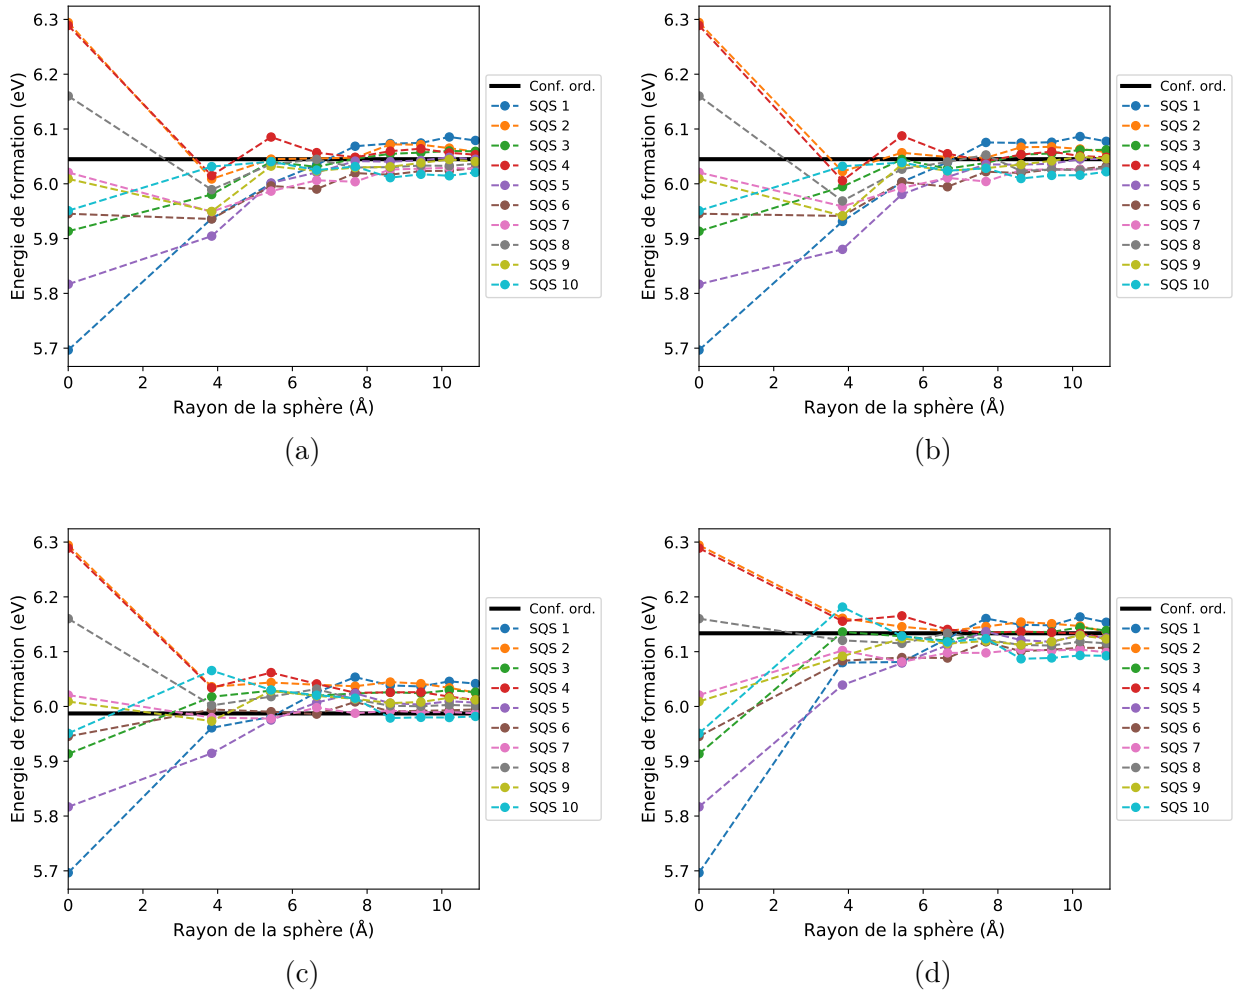 Energie de formation (eV)
6.3
6.2
6.1
6.0
5.9
5.8
5.7
0 2 4 6 8 10
Rayon de la sphère (Å)
Conf. ord.
SQS 1
SQS 2
SQS 3
SQS 4
SQS 5
SQS 6
SQS 7
SQS 8
SQS 9
SQS 10
(a)
Energie de formation (eV)
6.3
6.2
6.1
6.0
5.9
5.8
5.7
0 2 4 6 8 10
Rayon de la sphère (Å)
Conf. ord.
SQS 1
SQS 2
SQS 3
SQS 4
SQS 5
SQS 6
SQS 7
SQS 8
SQS 9
SQS 10
(b)
Energie de formation (eV)
6.3
6.2
6.1
6.0
5.9
5.8
5.7
0 2 4 6 8 10
Rayon de la sphère (Å)
Conf. ord.
SQS 1
SQS 2
SQS 3
SQS 4
SQS 5
SQS 6
SQS 7
SQS 8
SQS 9
SQS 10
(c)
Energie de formation (eV)
6.3
6.2
6.1
6.0
5.9
5.8
5.7
0 2 4 6 8 10
Rayon de la sphère (Å)
Conf. ord.
SQS 1
SQS 2
SQS 3
SQS 4
SQS 5
SQS 6
SQS 7
SQS 8
SQS 9
SQS 10
(d)